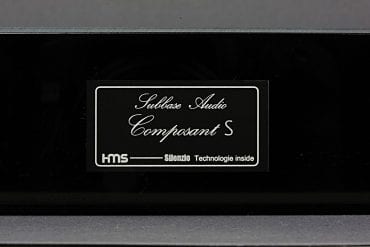 Subbase Audio
Composant S
HMS Silenzio Technologie inside